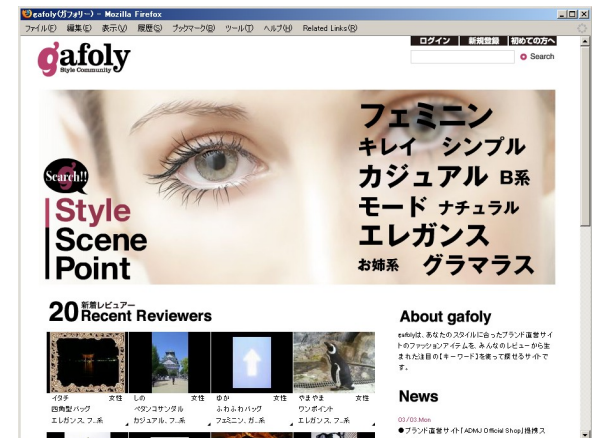 gafoly(ガフォリー) - Mozilla Firefox
ファイル(F) 編集(E) 表示(V) 履歴(S) ブックマーク(B) ツール(T) ヘルプ(H) Related Links(R)
ログイン 新規登録 初めての方へ
gafoly
Style Community
Search
フェミニン
キレイ シンプル
カジュアル B系
モード ナチュラル
エレガンス
お姉系 グラマラス
Search!!
Style
Scene
Point
20 新着レビュアー
Recent Reviewers
イタチ 女性
四角型バッグ
エレガンス, フ...系
しの 女性
ペタンコサンダル
カジュアル, フ...系
ゆか 女性
ふわふわバッグ
フェミニン, ガ...系
やまやま 女性
ワンポイント
エレガンス, フ...系
About gafoly
gafolyは、あなたのスタイルに合ったブランド直営サイ
トのファッションアイテムを、みんなのレビューから生
まれた注目の【キーワード】を使って探せるサイトで
す。
News
03/03.Mon
●ブランド直営サイト「ADMJ Official Shop」提携ス